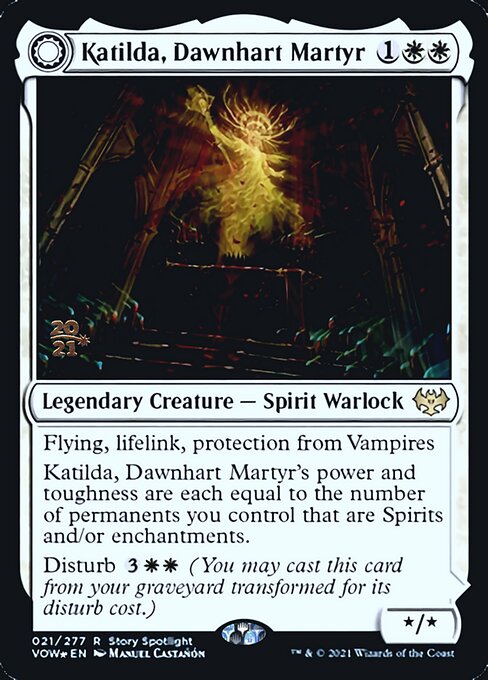 Katilda, Dawnhart Martyr 1
20
21
Legendary Creature — Spirit Warlock
Flying, lifelink, protection from Vampires
Katilda, Dawnhart Martyr's power and
toughness are each equal to the number
of permanents you control that are Spirits
and/or enchantments.
Disturb 3 (You may cast this card
from your graveyard transformed for its
disturb cost.)
*/*
021/277 R Story Spotlight
VOW★EN Manuel Castañón
™ & © 2021 Wizards of the Coast